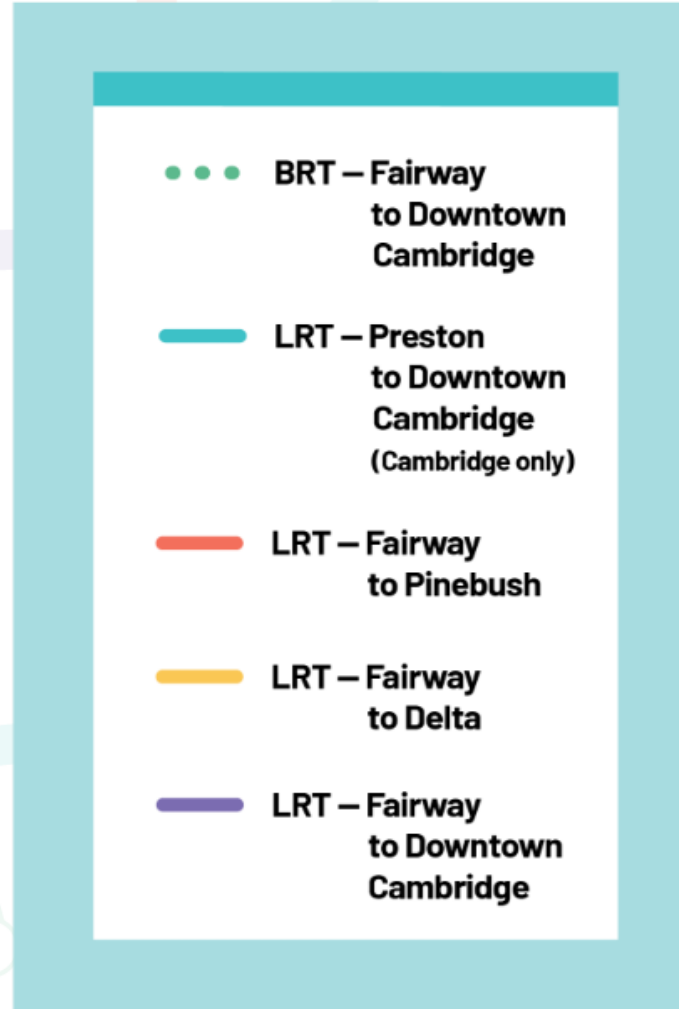 BRT – Fairway
to Downtown
Cambridge
LRT – Preston
to Downtown
Cambridge
(Cambridge only)
LRT – Fairway
to Pinebush
LRT – Fairway
to Delta
LRT – Fairway
to Downtown
Cambridge